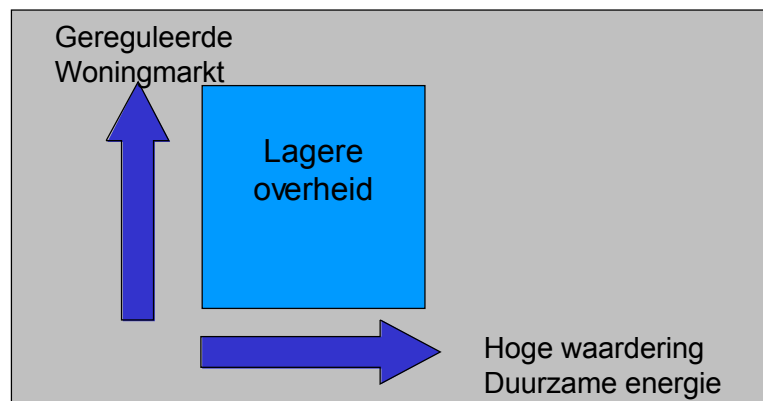 Gereguleerde
Woningmarkt
Lagere
overheid
Hoge waardering
Duurzame energie